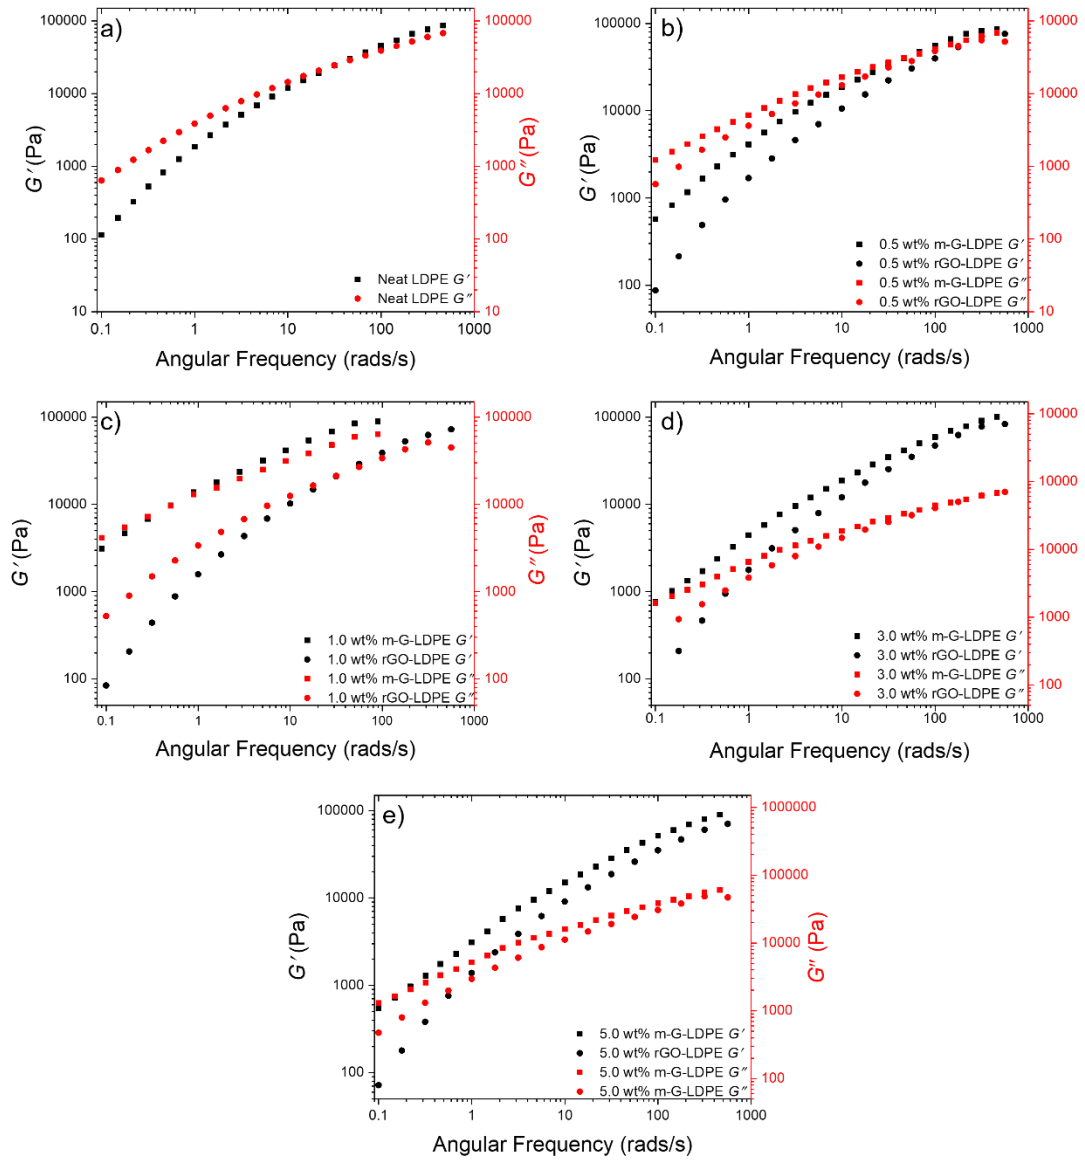 a)
100000
10000
1000
100
10
G′ (Pa)
100000
10000
1000
100
10
G″ (Pa)
Neat LDPE G′
Neat LDPE G″
0.1
1
10
100
1000
Angular Frequency (rads/s)
b)
100000
10000
1000
100
G′ (Pa)
10000
10000
1000
100
10
0.5 wt% m-G-LDPE G′
0.5 wt% rGO-LDPE G′
0.5 wt% m-G-LDPE G″
0.5 wt% rGO-LDPE G″
0.1
1
10
100
1000
Angular Frequency (rads/s)
c)
100000
10000
1000
100
G′ (Pa)
100000
10000
1000
100
G″ (Pa)
1.0 wt% m-G-LDPE G′
1.0 wt% rGO-LDPE G′
1.0 wt% m-G-LDPE G″
1.0 wt% rGO-LDPE G″
0.1
1
10
100
1000
Angular Frequency (rads/s)
d)
100000
10000
1000
100
G′ (Pa)
10000
10000
10000
1000
100
3.0 wt% m-G-LDPE G′
3.0 wt% rGO-LDPE G′
3.0 wt% m-G-LDPE G″
3.0 wt% rGO-LDPE G″
0.1
1
10
100
1000
Angular Frequency (rads/s)
e)
100000
10000
1000
100
G′ (Pa)
1000000
100000
10000
1000
100
G″ (Pa)
5.0 wt% m-G-LDPE G′
5.0 wt% rGO-LDPE G′
5.0 wt% m-G-LDPE G″
5.0 wt% m-G-LDPE G″
0.1
1
10
100
1000
Angular Frequency (rads/s)